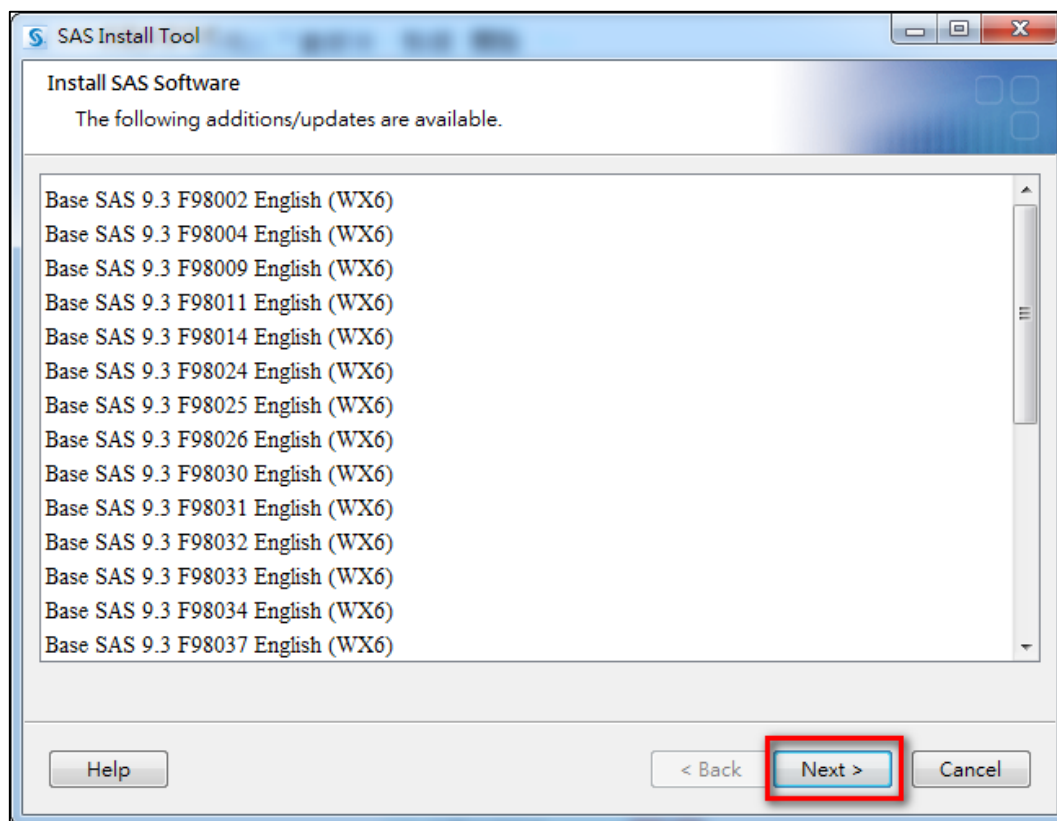 SAS Install Tool
Install SAS Software
The following additions/updates are available.
Base SAS 9.3 F98002 English (WX6)
Base SAS 9.3 F98004 English (WX6)
Base SAS 9.3 F98009 English (WX6)
Base SAS 9.3 F98011 English (WX6)
Base SAS 9.3 F98014 English (WX6)
Base SAS 9.3 F98024 English (WX6)
Base SAS 9.3 F98025 English (WX6)
Base SAS 9.3 F98026 English (WX6)
Base SAS 9.3 F98030 English (WX6)
Base SAS 9.3 F98031 English (WX6)
Base SAS 9.3 F98032 English (WX6)
Base SAS 9.3 F98033 English (WX6)
Base SAS 9.3 F98034 English (WX6)
Base SAS 9.3 F98037 English (WX6)
Help < Back Next > Cancel